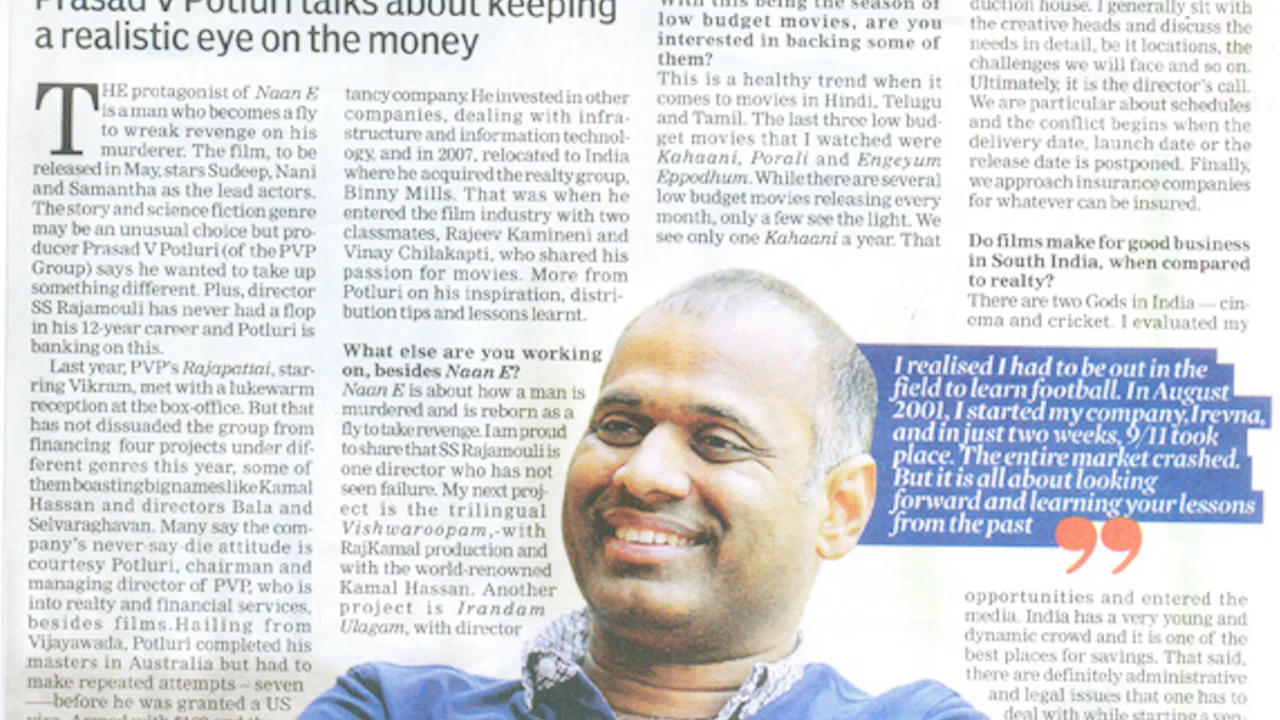 Prasad V Potluri talks about keeping
a realistic eye on the money
THE protagonist of Naan E
is a man who becomes a fly
to wreak revenge on his
murderer. The film, to be
released in May, stars Sudeep, Nani
and Samantha as the lead actors.
The story and science fiction genre
may be an unusual choice but pro-
ducer Prasad V Potluri (of the PVP
Group) says he wanted to take up
something different. Plus, director
SS Rajamouli has never had a flop
in his 12-year career and Potluri is
banking on this.
Last year, PVP's Rajapattai, star-
ring Vikram, met with a lukewarm
reception at the box-office. But that
has not dissuaded the group from
financing four projects under dif-
ferent genres this year, some of
them boasting big names like Kamal
Hassan and directors Bala and
Selvaraghavan. Many say the com-
pany's never-say-die attitude is
courtesy Potluri, chairman and
managing director of PVP, who is
into realty and financial services,
besides films. Hailing from
Vijayawada, Potluri completed his
masters in Australia but had to
make repeated attempts – seven
—before he was granted a US
tancy company. He invested in other
companies, dealing with infra-
structure and information technol-
ogy, and in 2007, relocated to India
where he acquired the realty group,
Binny Mills. That was when he
entered the film industry with two
classmates, Rajeev Kamineni and
Vinay Chilakapti, who shared his
passion for movies. More from
Potluri on his inspiration, distri-
bution tips and lessons learnt.
What else are you working
on, besides Naan E?
Naan E is about how a man is
murdered and is reborn as a
fly to take revenge. I am proud
to share that SS Rajamouli is
one director who has not
seen failure. My next proj-
ect is the trilingual
Vishwaroopam,-with
RajKamal production and
with the world-renowned
Kamal Hassan. Another
project is Irandam
Ulagam, with director
With this being the season of
low budget movies, are you
interested in backing some of
them?
This is a healthy trend when it
comes to movies in Hindi, Telugu
and Tamil. The last three low bud-
get movies that I watched were
Kahaani, Porali and Engeyum
Eppodhum. While there are several
low budget movies releasing every
month, only a few see the light. We
see only one Kahaani a year. That
duction house. I generally sit with
the creative heads and discuss the
needs in detail, be it locations, the
challenges we will face and so on.
Ultimately, it is the director's call.
We are particular about schedules
and the conflict begins when the
delivery date, launch date or the
release date is postponed. Finally,
we approach insurance companies
for whatever can be insured.
Do films make for good business
in South India, when compared
to realty?
There are two Gods in India — cin-
ema and cricket. I evaluated my
I realised I had to be out in the
field to learn football. In August
2001, I started my company, Irevna,
and in just two weeks, 9/11 took
place. The entire market crashed.
But it is all about looking
forward and learning your lessons
from the past ”
opportunities and entered the
media. India has a very young and
dynamic crowd and it is one of the
best places for savings. That said,
there are definitely administrative
and legal issues that one has to
deal with while starting a ven-